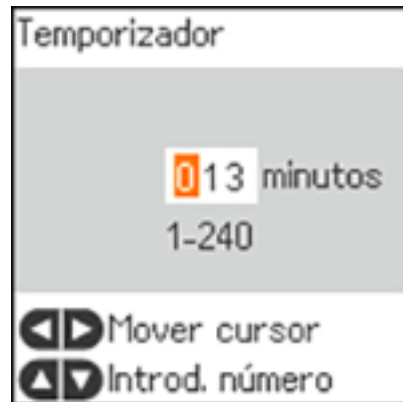 Temporizador
013 minutos
1-240
Mover cursor
Introd. número